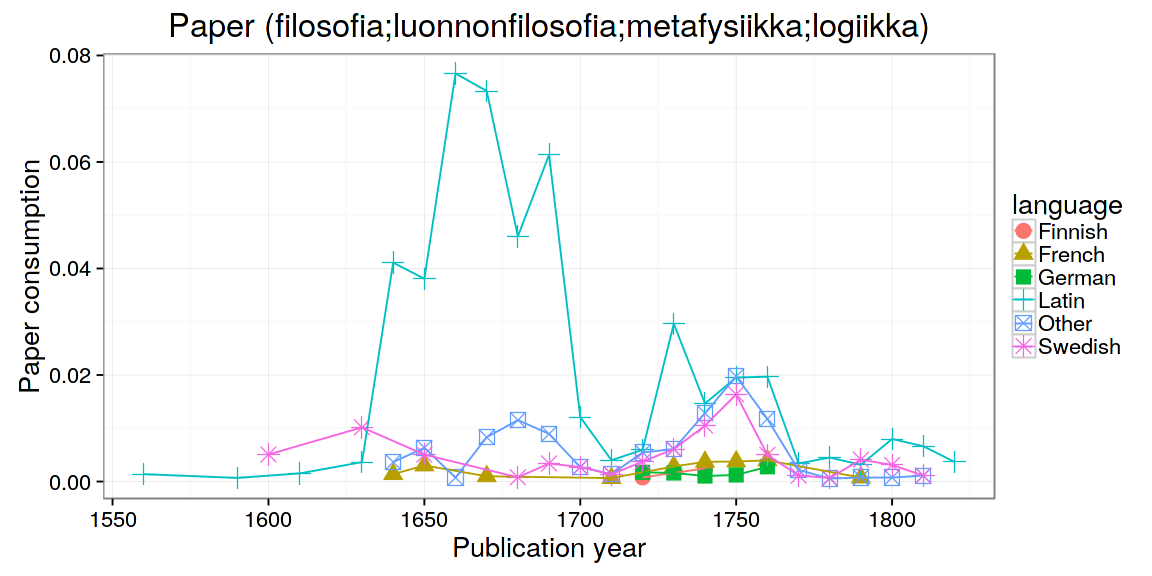 Paper (filosofia;luonnonfilosofia;metafysiikka;logiikka)
0.08
0.06
0.04
0.02
0.00
Paper consumption
1550 1600 1650 1700 1750 1800
Publication year
language
Finnish
French
German
Latin
Other
Swedish